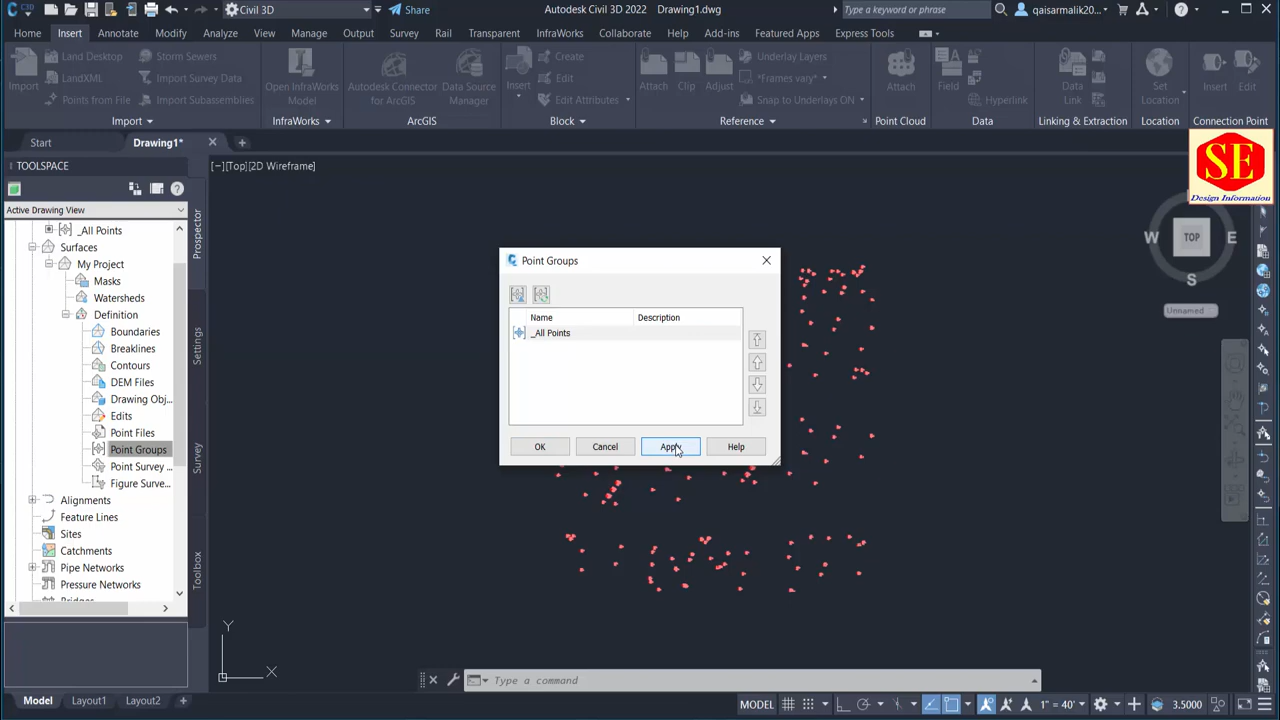 C3D
Civil 3D
Share
Autodesk Civil 3D 2022 Drawing1.dwg
Type a keyword or phrase
qaisarmalik20...
Home Insert Annotate Modify Analyze View Manage Output Survey Rail Transparent InfraWorks Collaborate Help Add-ins Featured Apps Express Tools
Import
Land Desktop
LandXML
Points from File
Storm Sewers
Import Survey Data
Import Subassemblies
Open InfraWorks
Model
Autodesk Connector
for ArcGIS
Data Source
Manager
Insert
Create
Edit
Edit Attributes
Attach
Clip
Adjust
Underlay Layers
*Frames vary*
Snap to Underlays ON
Attach
Field
Hyperlink
Data
Link
Set
Location
Insert
Edit
Import
InfraWorks
ArcGIS
Block
Reference
Point Cloud
Data
Linking & Extraction
Location
Connection Point
Start
Drawing1*
SE
Design Information
TOOLSPACE
[−][Top][2D Wireframe]
Active Drawing View
_All Points
Surfaces
My Project
Masks
Watersheds
Definition
Boundaries
Breaklines
Contours
DEM Files
Drawing Obj...
Edits
Point Files
Point Groups
Point Survey ...
Figure Surve...
Alignments
Feature Lines
Sites
Catchments
Pipe Networks
Pressure Networks
Prospector
Settings
Survey
Toolbox
Point Groups
Name
Description
_All Points
OK
Cancel
Apply
Help
W
TOP
E
S
Unnamed
Y
X
Type a command
Model
Layout1
Layout2
MODEL
1" = 40'
3.5000